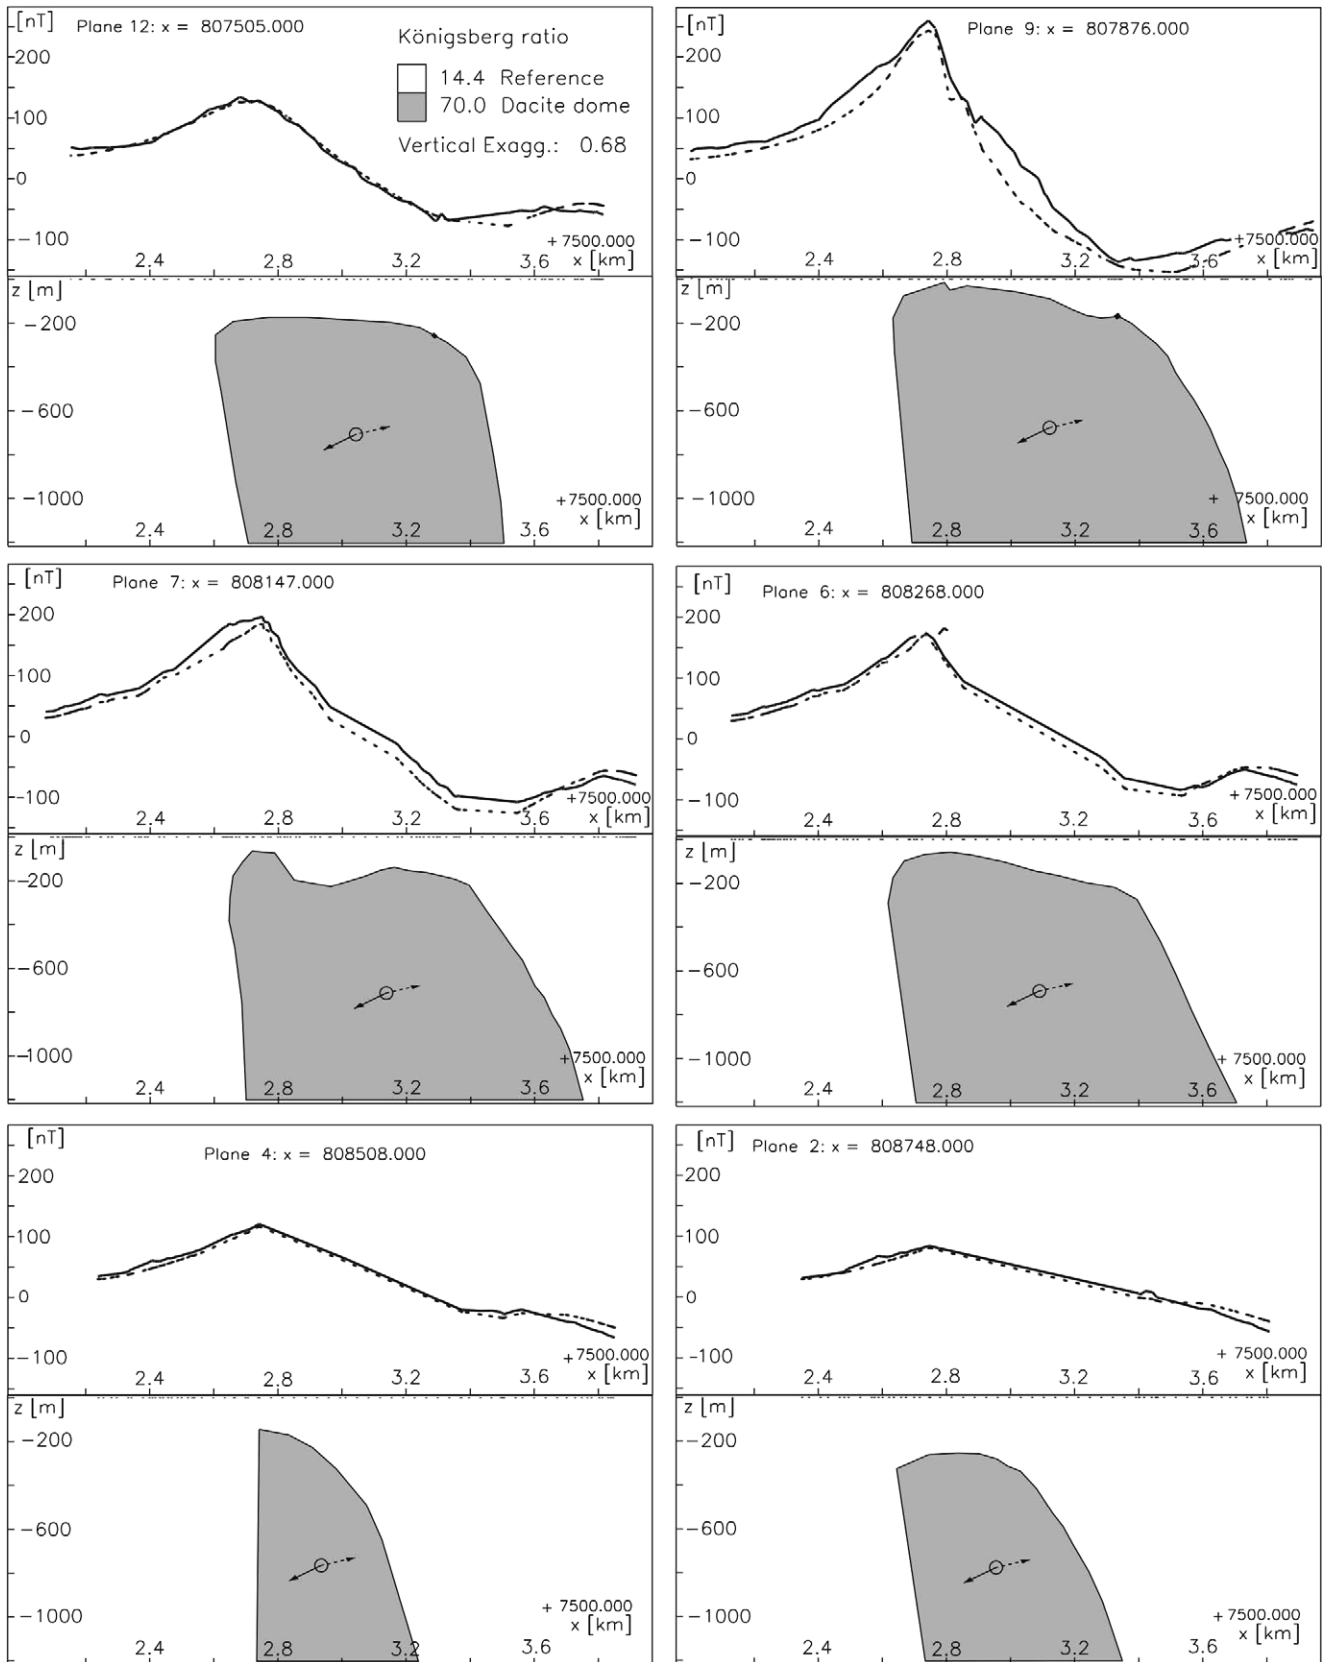 [nT] Plane 12: x = 807505.000
Königsberg ratio
14.4 Reference
70.0 Dacite dome
Vertical Exagg.: 0.68
200
100
0
-100
+7500.000
2.4 2.8 3.2 3.6 x [km]
z [m]
-200
-600
-1000
+7500.000
x [km]
2.4 2.8 3.2 3.6
[nT] Plane 9: x = 807876.000
200
100
0
-100
+7500.000
2.4 2.8 3.2 3.6 x [km]
z [m]
-200
-600
-1000
+ 7500.000
x [km]
2.4 2.8 3.2 3.6
[nT] Plane 7: x = 808147.000
200
100
0
-100
+7500.000
2.4 2.8 3.2 3.6 x [km]
z [m]
-200
-600
-1000
+7500.000
x [km]
2.4 2.8 3.2 3.6
[nT] Plane 6: x = 808268.000
200
100
0
-100
+ 7500.000
2.4 2.8 3.2 3.6 x [km]
z [m]
-200
-600
-1000
+ 7500.000
x [km]
2.4 2.8 3.2 3.6
[nT] Plane 4: x = 808508.000
200
100
0
-100
+7500.000
2.4 2.8 3.2 3.6 x [km]
z [m]
-200
-600
-1000
+ 7500.000
x [km]
2.4 2.8 3.2 3.6
[nT] Plane 2: x = 808748.000
200
100
0
-100
+ 7500.000
2.4 2.8 3.2 3.6 x [km]
z [m]
-200
-600
-1000
+ 7500.000
x [km]
2.4 2.8 3.2 3.6